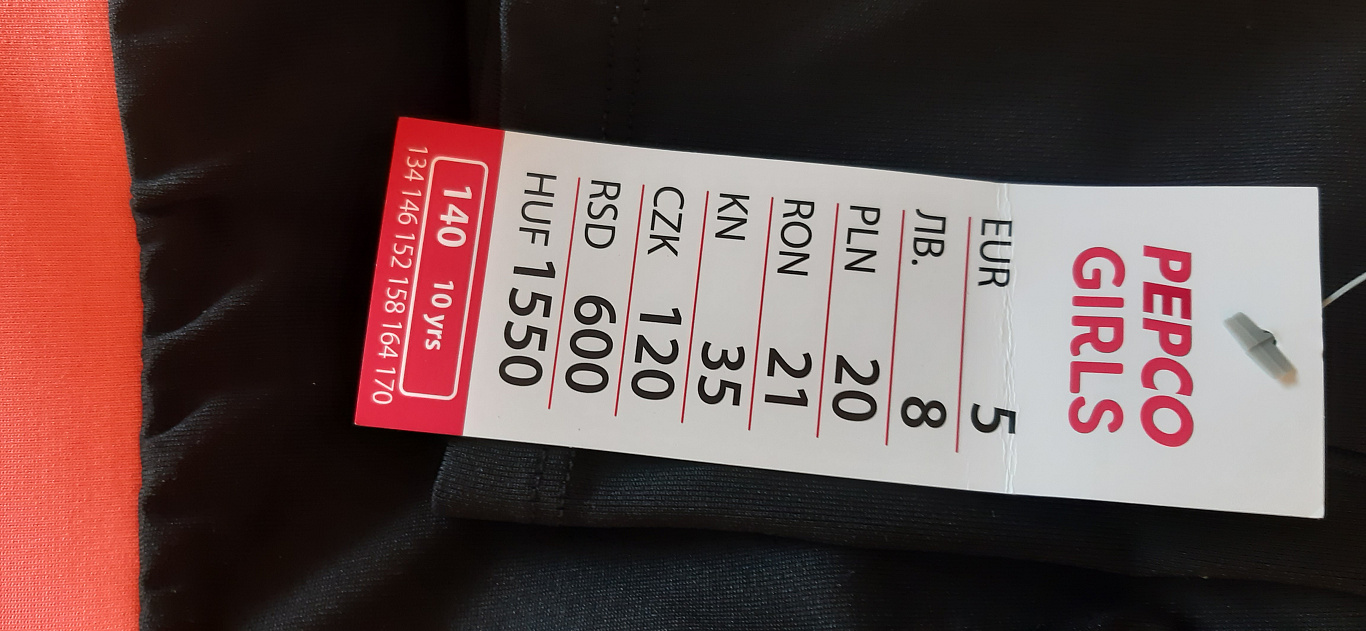 PEPCO
GIRLS
EUR 5
ЛВ. 8
PLN 20
RON 21
KN 35
CZK 120
RSD 600
HUF 1550
140 10 yrs
134 146 152 158 164 170